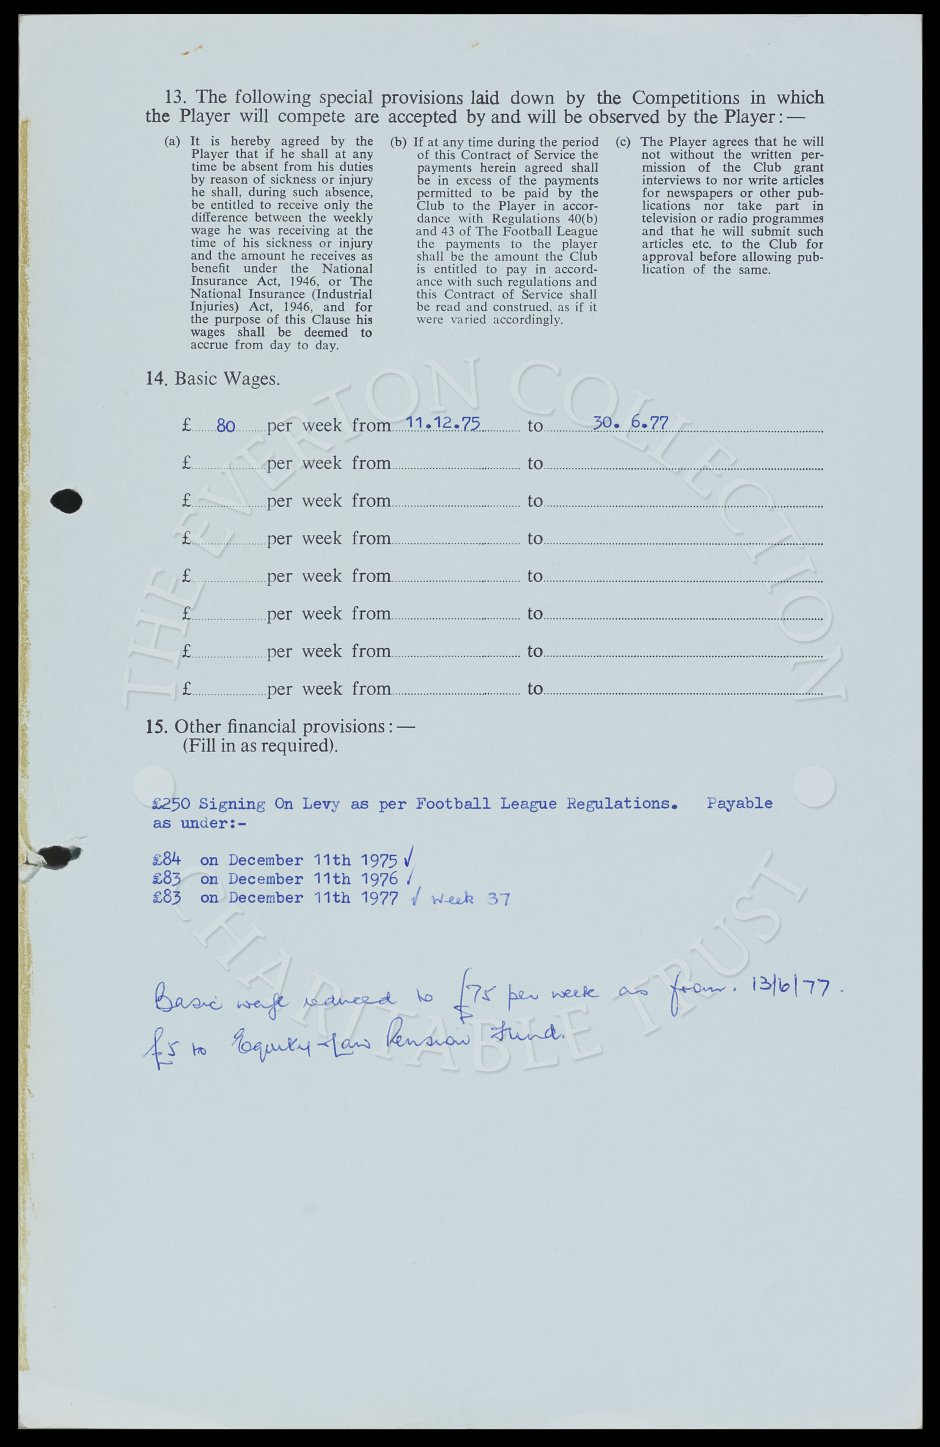 13. The following special provisions laid down by the Competitions in which
the Player will compete are accepted by and will be observed by the Player:—
(a) It is hereby agreed by the
Player that if he shall at any
time be absent from his duties
by reason of sickness or injury
he shall, during such absence,
be entitled to receive only the
difference between the weekly
wage he was receiving at the
time of his sickness or injury
and the amount he receives as
benefit under the National
Insurance Act, 1946, or The
National Insurance (Industrial
Injuries) Act, 1946, and for
the purpose of this Clause his
wages shall be deemed to
accrue from day to day.
(b) If at any time during the period
of this Contract of Service the
payments herein agreed shall
be in excess of the payments
permitted to be paid by the
Club to the Player in accor-
dance with Regulations 40(b)
and 43 of The Football League
the payments to the player
shall be the amount the Club
is entitled to pay in accord-
ance with such regulations and
this Contract of Service shall
be read and construed, as if it
were varied accordingly.
(c) The Player agrees that he will
not without the written per-
mission of the Club grant
interviews to nor write articles
for newspapers or other pub-
lications nor take part in
television or radio programmes
and that he will submit such
articles etc. to the Club for
approval before allowing pub-
lication of the same.
14. Basic Wages.
£ 80 per week from 11.12.75 to 30. 6.77
£ per week from to
£ per week from to
£ per week from to
£ per week from to
£ per week from to
£ per week from to
£ per week from to
15. Other financial provisions:—
(Fill in as required).
£250 Signing On Levy as per Football League Regulations. Payable
as under:-
£84 on December 11th 1975 ✓
£83 on December 11th 1976 ✓
£83 on December 11th 1977 ✓ Week 37
Basic wage reduced to £75 per week as from. 13/6/77.
£5 to Equity & Law Pension Fund.
THE EVERTON COLLECTION
CHARITABLE TRUST